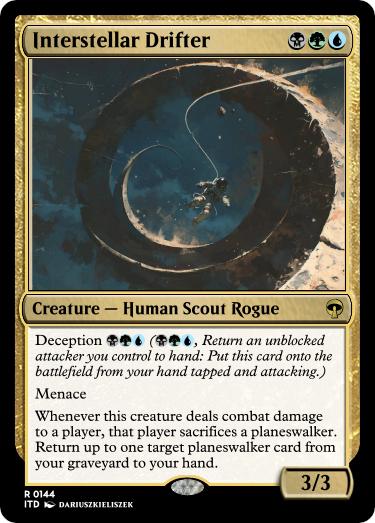 Interstellar Drifter
Creature — Human Scout Rogue
Deception (, Return an unblocked
attacker you control to hand: Put this card onto the
battlefield from your hand tapped and attacking.)
Menace
Whenever this creature deals combat damage
to a player, that player sacrifices a planeswalker.
Return up to one target planeswalker card from
your graveyard to your hand.
3/3
R 0144
ITD DARIUSZKIELISZEK